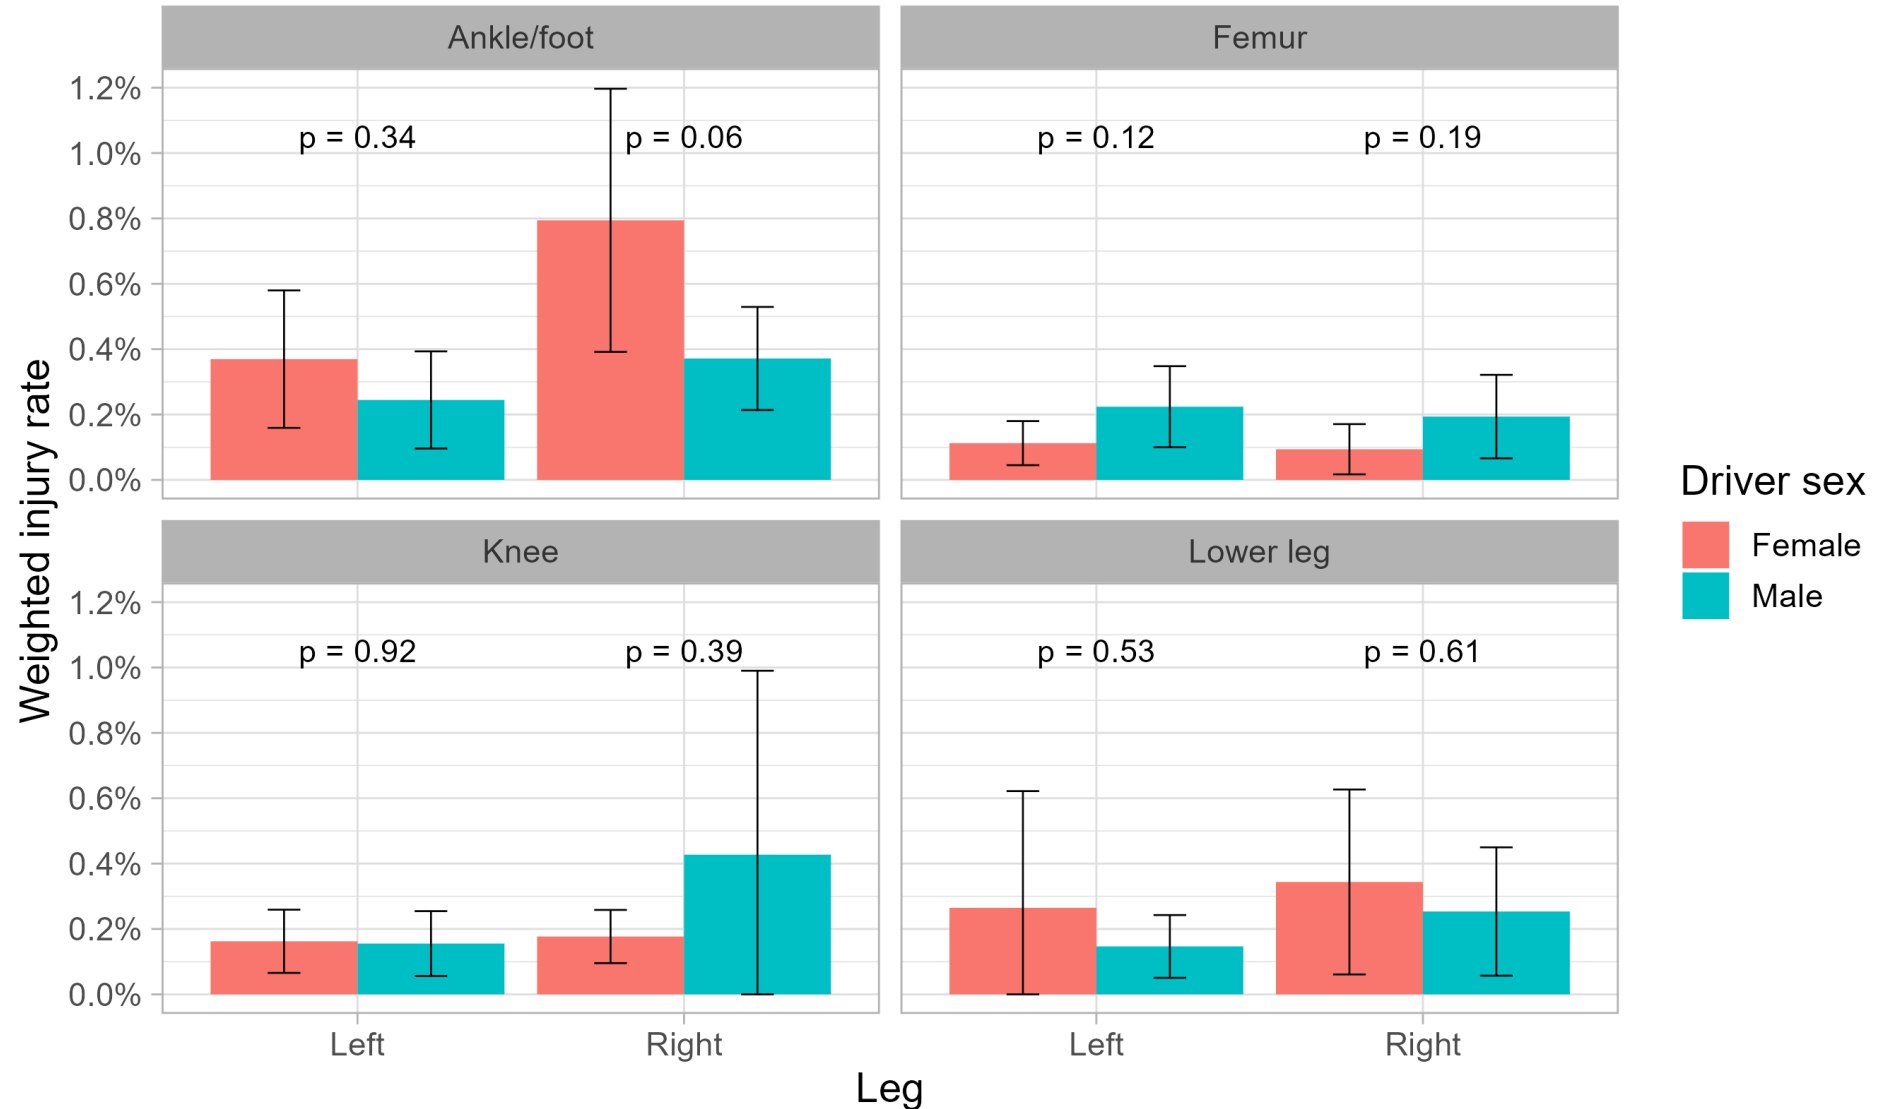 Ankle/foot
Femur
1.2%
1.0%
0.8%
0.6%
0.4%
0.2%
0.0%
p = 0.34
p = 0.06
p = 0.12
p = 0.19
Knee
Lower leg
1.2%
1.0%
0.8%
0.6%
0.4%
0.2%
0.0%
p = 0.92
p = 0.39
p = 0.53
p = 0.61
Left
Right
Left
Right
Leg
Weighted injury rate
Driver sex
Female
Male